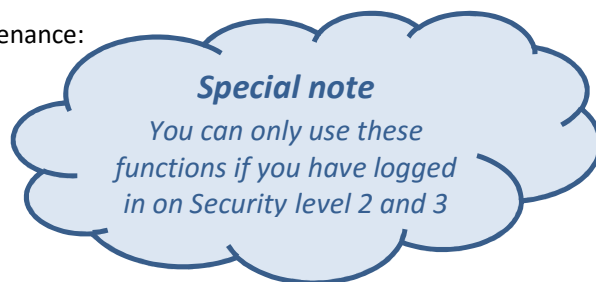 enance:
Special note
You can only use these
functions if you have logged
in on Security level 2 and 3